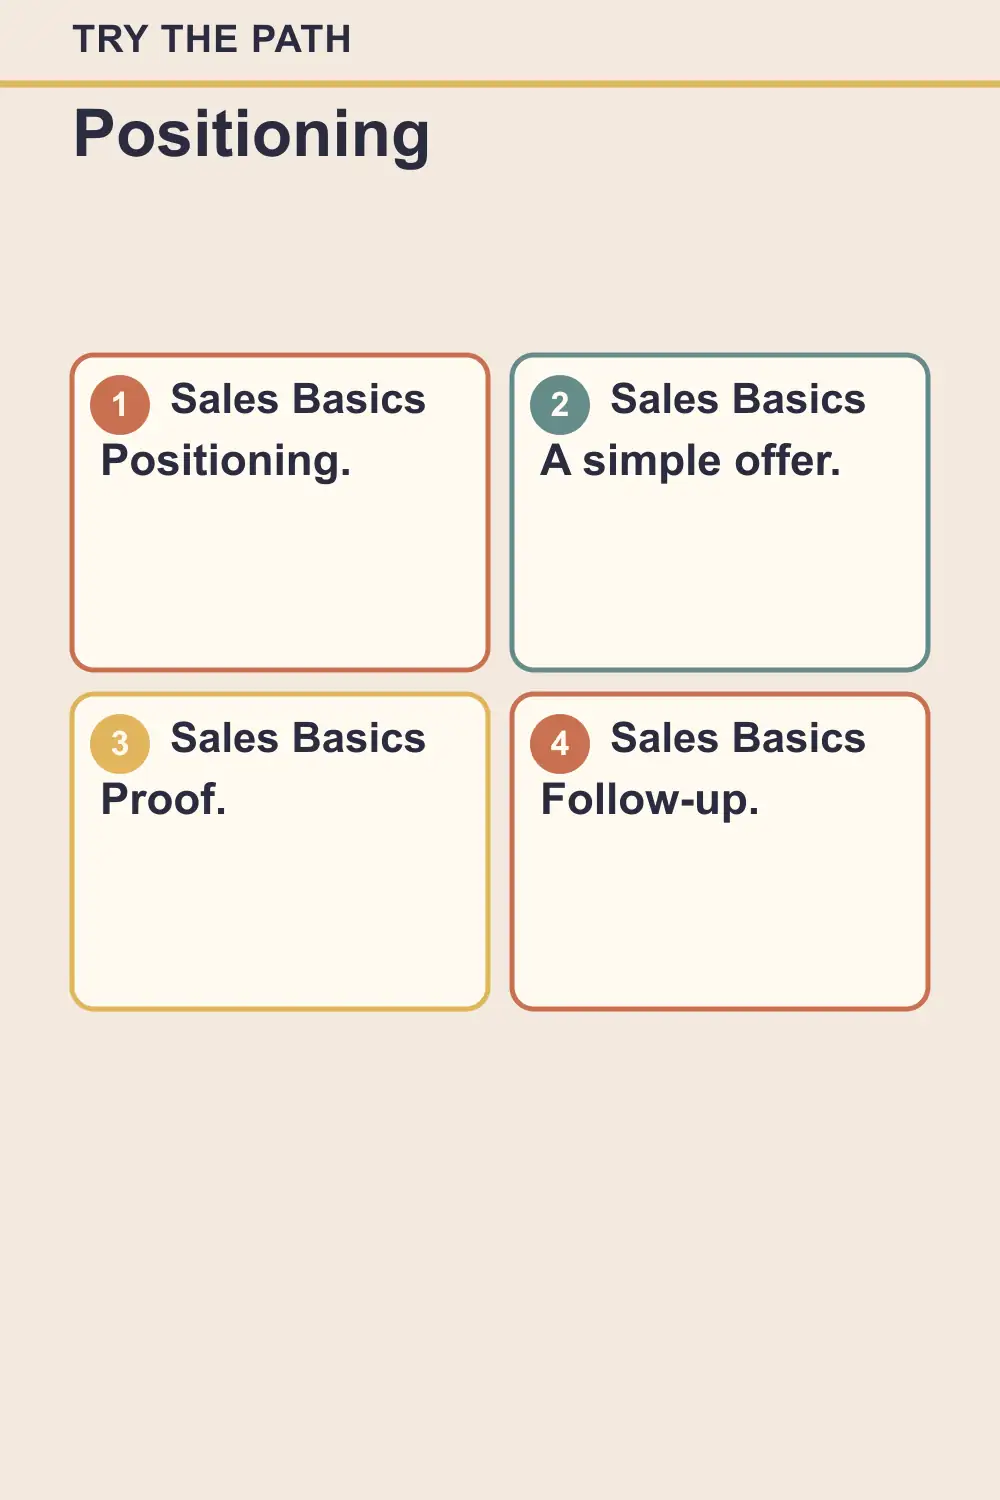 TRY THE PATH
Positioning
1 Sales Basics
Positioning.
2 Sales Basics
A simple offer.
3 Sales Basics
Proof.
4 Sales Basics
Follow-up.